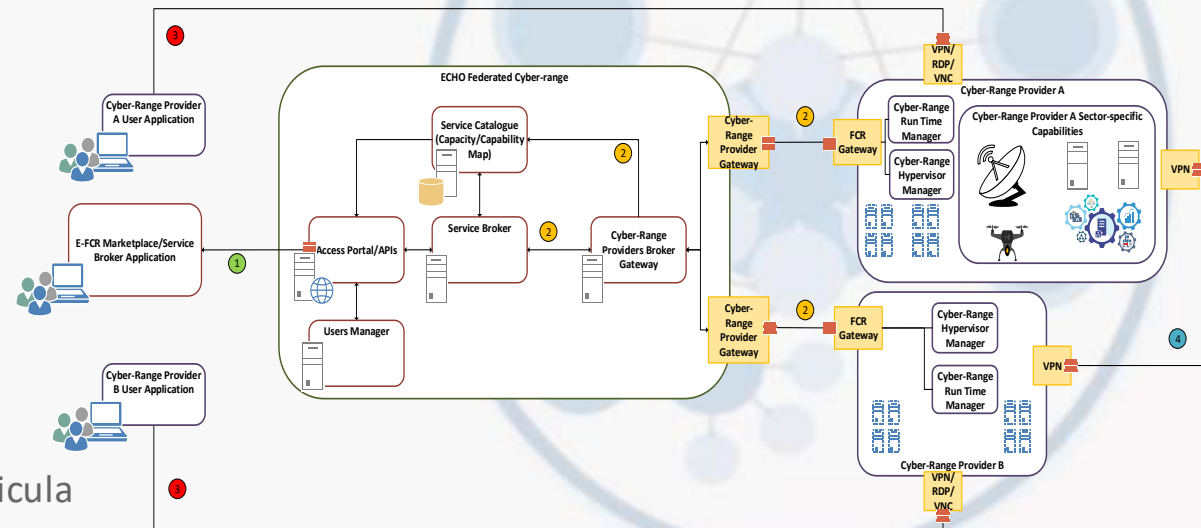 3
VPN/
RDP/
VNC
ECHO Federated Cyber-range
Cyber-Range Provider A
Cyber-Range Provider
A User Application
Service Catalogue
(Capacity/Capability
Map)
2
Cyber-
Range
Provider
Gateway
2
FCR
Gateway
Cyber-Range
Run Time
Manager
Cyber-Range
Hypervisor
Manager
Cyber-Range Provider A Sector-specific
Capabilities
VPN
E-FCR Marketplace/Service
Broker Application
1
Access Portal/APIs
Service Broker
2
Cyber-Range
Providers Broker
Gateway
Users Manager
Cyber-
Range
Provider
Gateway
2
FCR
Gateway
Cyber-Range
Hypervisor
Manager
Cyber-Range
Run Time
Manager
VPN
4
Cyber-Range Provider
B User Application
Cyber-Range Provider B
VPN/
RDP/
VNC
icula
3